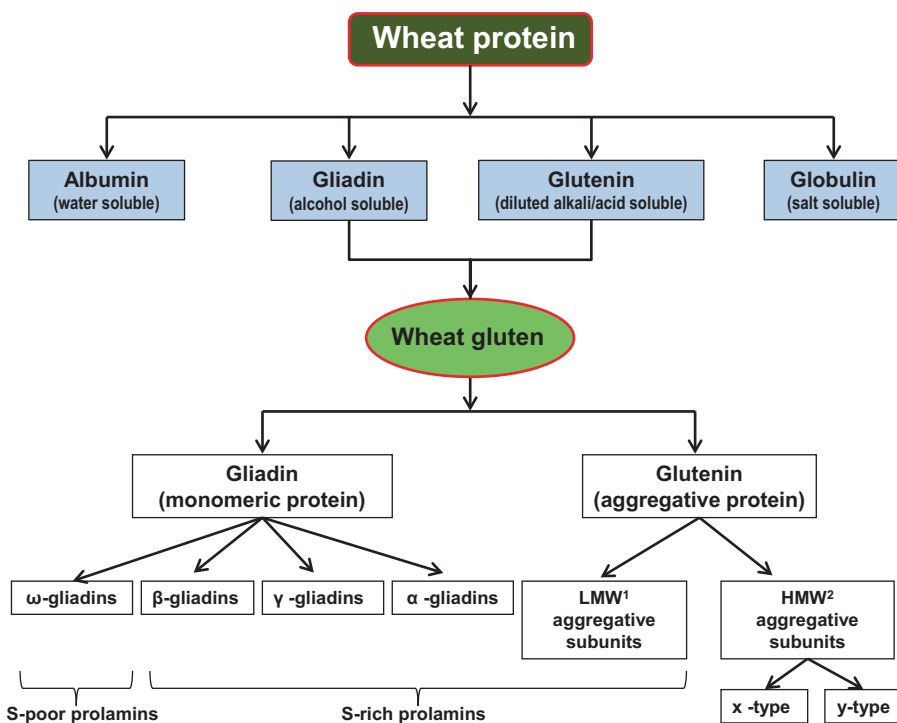 Wheat protein
Albumin
(water soluble)
Gliadin
(alcohol soluble)
Glutenin
(diluted alkali/acid soluble)
Globulin
(salt soluble)
Wheat gluten
Gliadin
(monomeric protein)
Glutenin
(aggregative protein)
ω-gliadins
β-gliadins
γ -gliadins
α -gliadins
LMW¹
aggregative
subunits
HMW²
aggregative
subunits
x -type
y-type
S-poor prolamins
S-rich prolamins